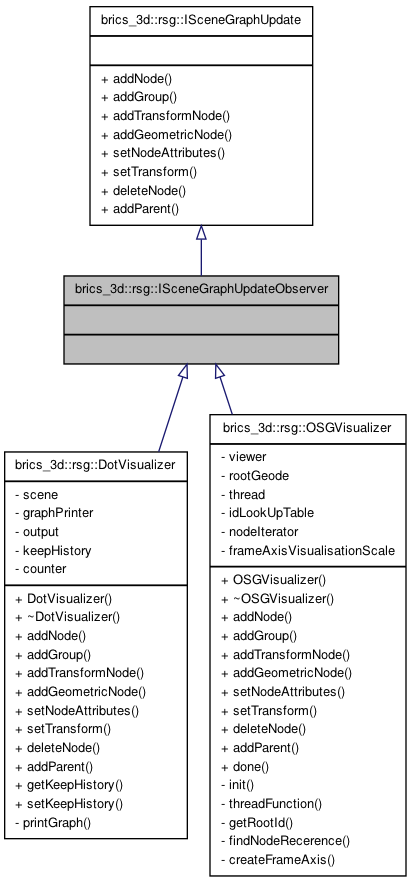 brics_3d::rsg::ISceneGraphUpdate
+ addNode()
+ addGroup()
+ addTransformNode()
+ addGeometricNode()
+ setNodeAttributes()
+ setTransform()
+ deleteNode()
+ addParent()
brics_3d::rsg::ISceneGraphUpdateObserver
brics_3d::rsg::DotVisualizer
- scene
- graphPrinter
- output
- keepHistory
- counter
+ DotVisualizer()
+ ~DotVisualizer()
+ addNode()
+ addGroup()
+ addTransformNode()
+ addGeometricNode()
+ setNodeAttributes()
+ setTransform()
+ deleteNode()
+ addParent()
+ getKeepHistory()
+ setKeepHistory()
- printGraph()
brics_3d::rsg::OSGVisualizer
- viewer
- rootGeode
- thread
- idLookUpTable
- nodeIterator
- frameAxisVisualisationScale
+ OSGVisualizer()
+ ~OSGVisualizer()
+ addNode()
+ addGroup()
+ addTransformNode()
+ addGeometricNode()
+ setNodeAttributes()
+ setTransform()
+ deleteNode()
+ addParent()
+ done()
- init()
- threadFunction()
- getRootId()
- findNodeRecerence()
- createFrameAxis()